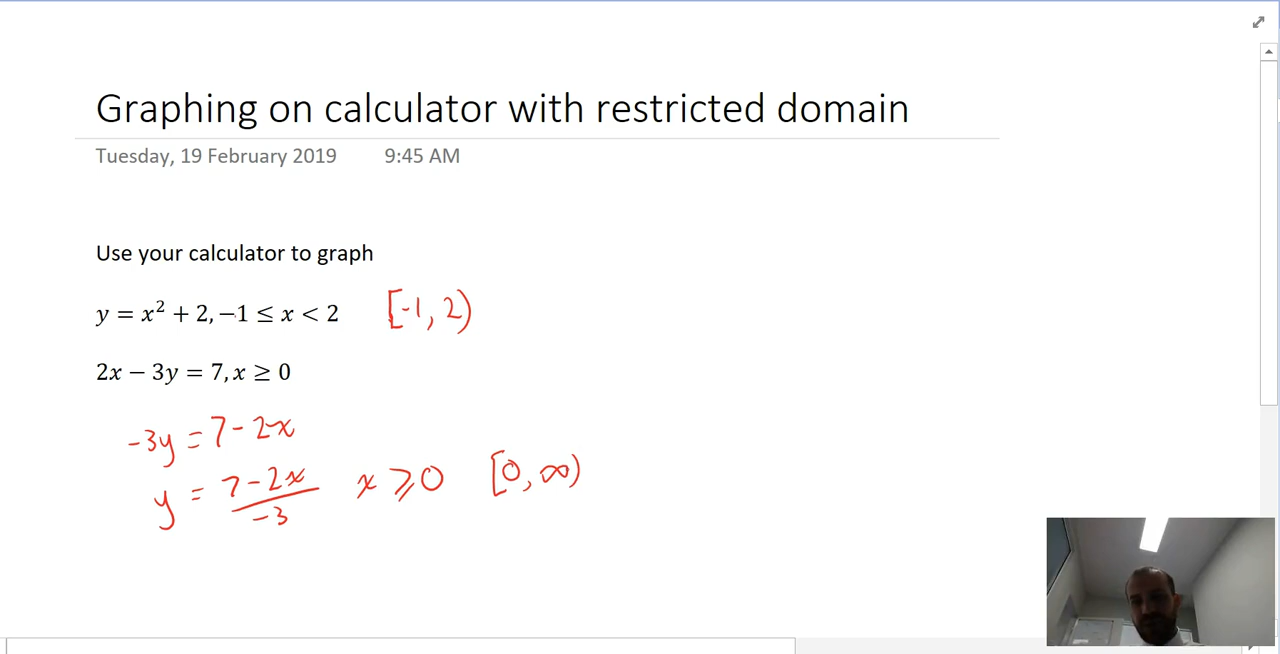 Graphing on calculator with restricted domain
Tuesday, 19 February 2019 9:45 AM
Use your calculator to graph
y = x² + 2, −1 ≤ x < 2 [-1, 2)
2x − 3y = 7, x ≥ 0
-3y = 7 - 2x
y = (7 - 2x)/-3 x ⩾ 0 [0, ∞)